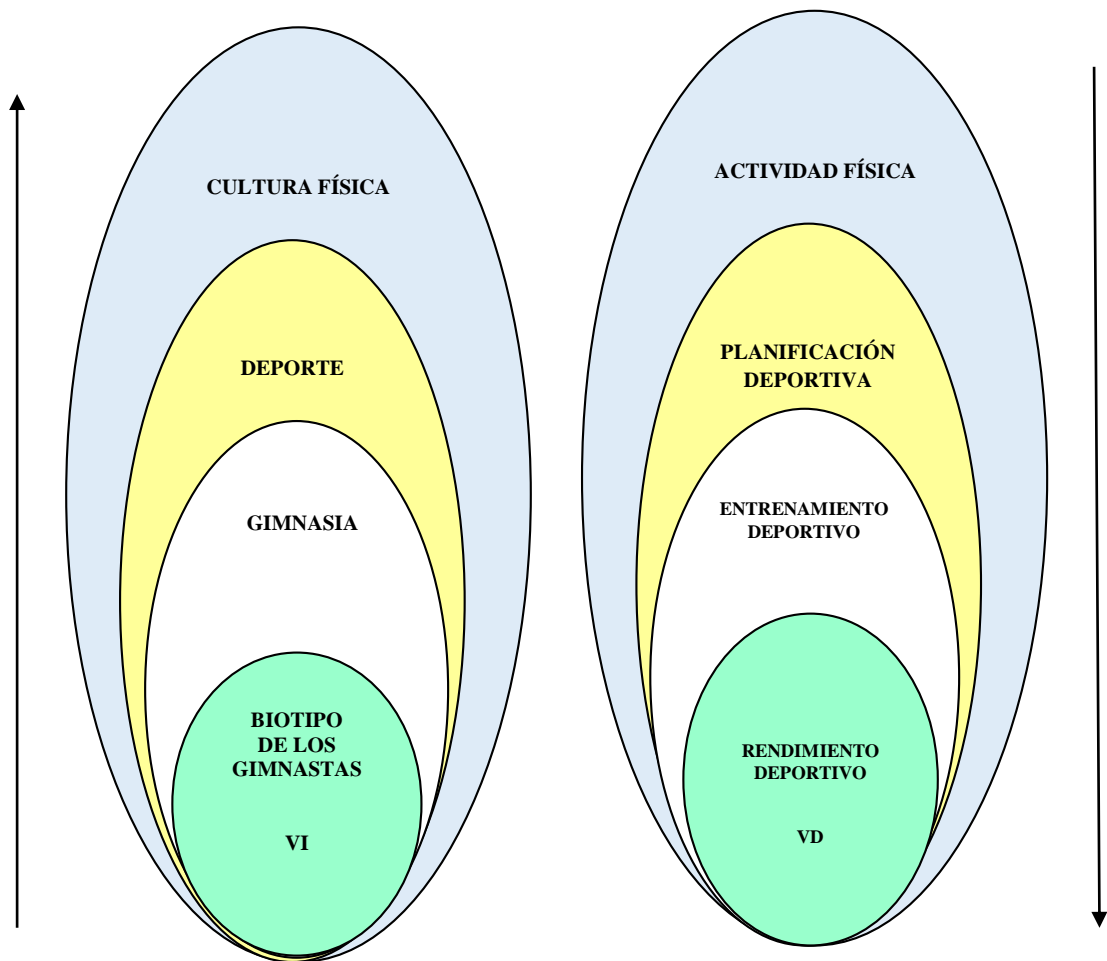 CULTURA FÍSICA
DEPORTE
GIMNASIA
BIOTIPO
DE LOS
GIMNASTAS
VI
ACTIVIDAD FÍSICA
PLANIFICACIÓN
DEPORTIVA
ENTRENAMIENTO
DEPORTIVO
RENDIMIENTO
DEPORTIVO
VD